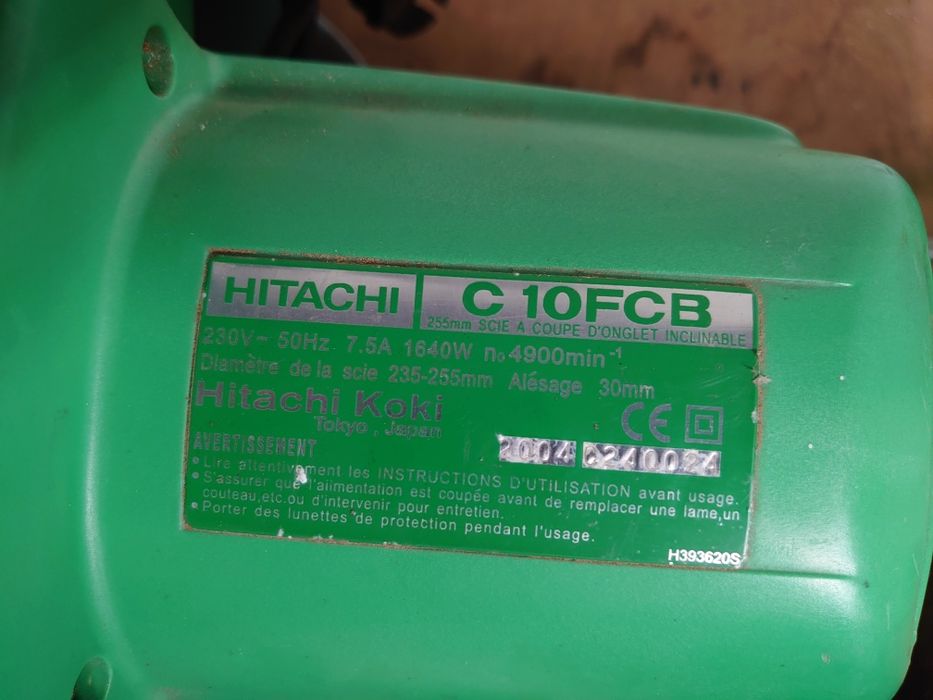 HITACHI C 10FCB
255mm SCIE A COUPE D'ONGLET INCLINABLE
230V~ 50Hz 7.5A 1640W no 4900min-1
Diamètre de la scie 235-255mm Alésage 30mm
Hitachi Koki
Tokyo, Japan
CE
AVERTISSEMENT
2004 C240024
• Lire attentivement les INSTRUCTIONS D'UTILISATION avant usage.
• S'assurer que l'alimentation est coupée avant de remplacer une lame,un
couteau,etc.ou d'intervenir pour entretien.
• Porter des lunettes de protection pendant l'usage.
H393620S